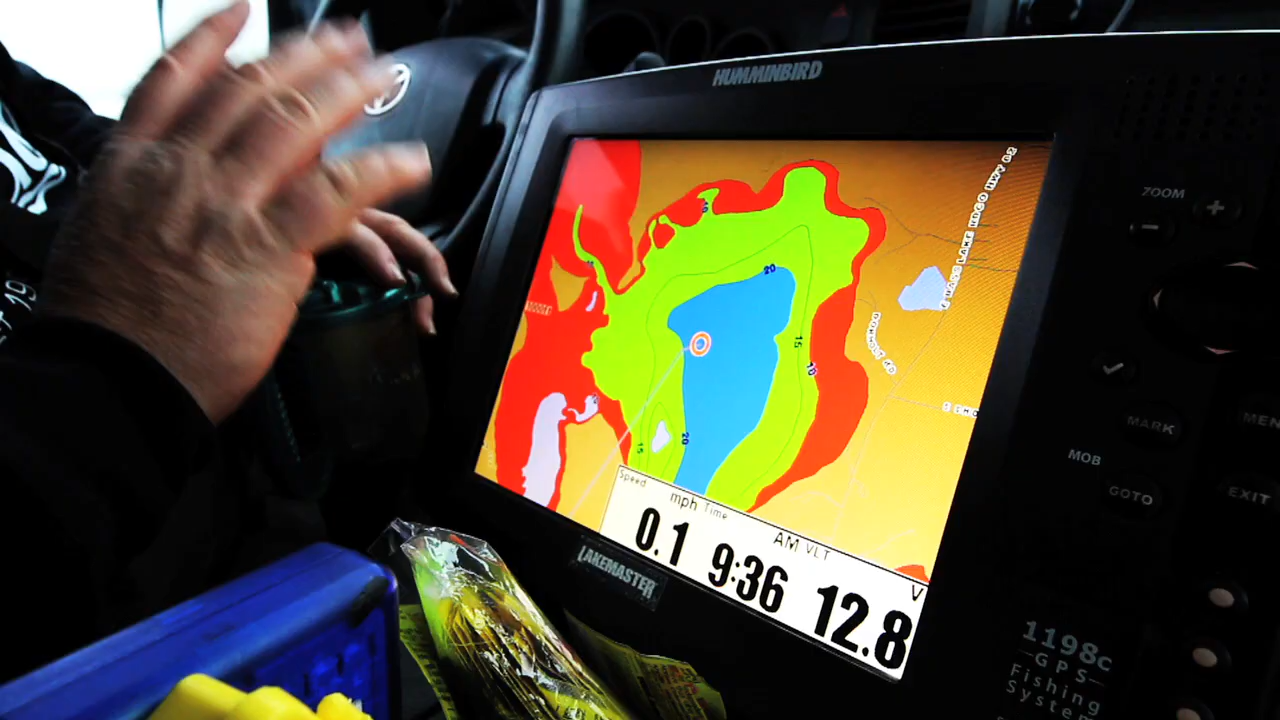 HUMMINBIRD
ZOOM
+
-
10
20
15
10
20
15
Speed
mph
Time
AM
VLT
V
0.1
9:36
12.8
LAKEMASTER
MARK
MOB
GOTO
EXIT
1198c
GPS
Fishing
System